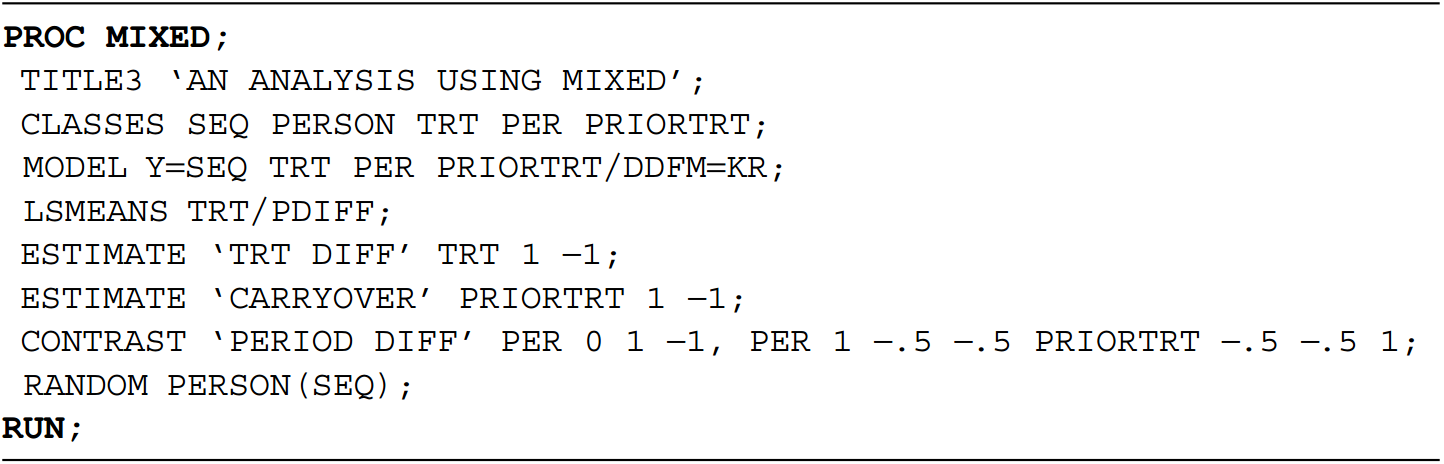 PROC MIXED;
TITLE3 ‘AN ANALYSIS USING MIXED’;
CLASSES SEQ PERSON TRT PER PRIORTRT;
MODEL Y=SEQ TRT PER PRIORTRT/DDFM=KR;
LSMEANS TRT/PDIFF;
ESTIMATE ‘TRT DIFF’ TRT 1 –1;
ESTIMATE ‘CARRYOVER’ PRIORTRT 1 –1;
CONTRAST ‘PERIOD DIFF’ PER 0 1 –1, PER 1 –.5 –.5 PRIORTRT –.5 –.5 1;
RANDOM PERSON(SEQ);
RUN;